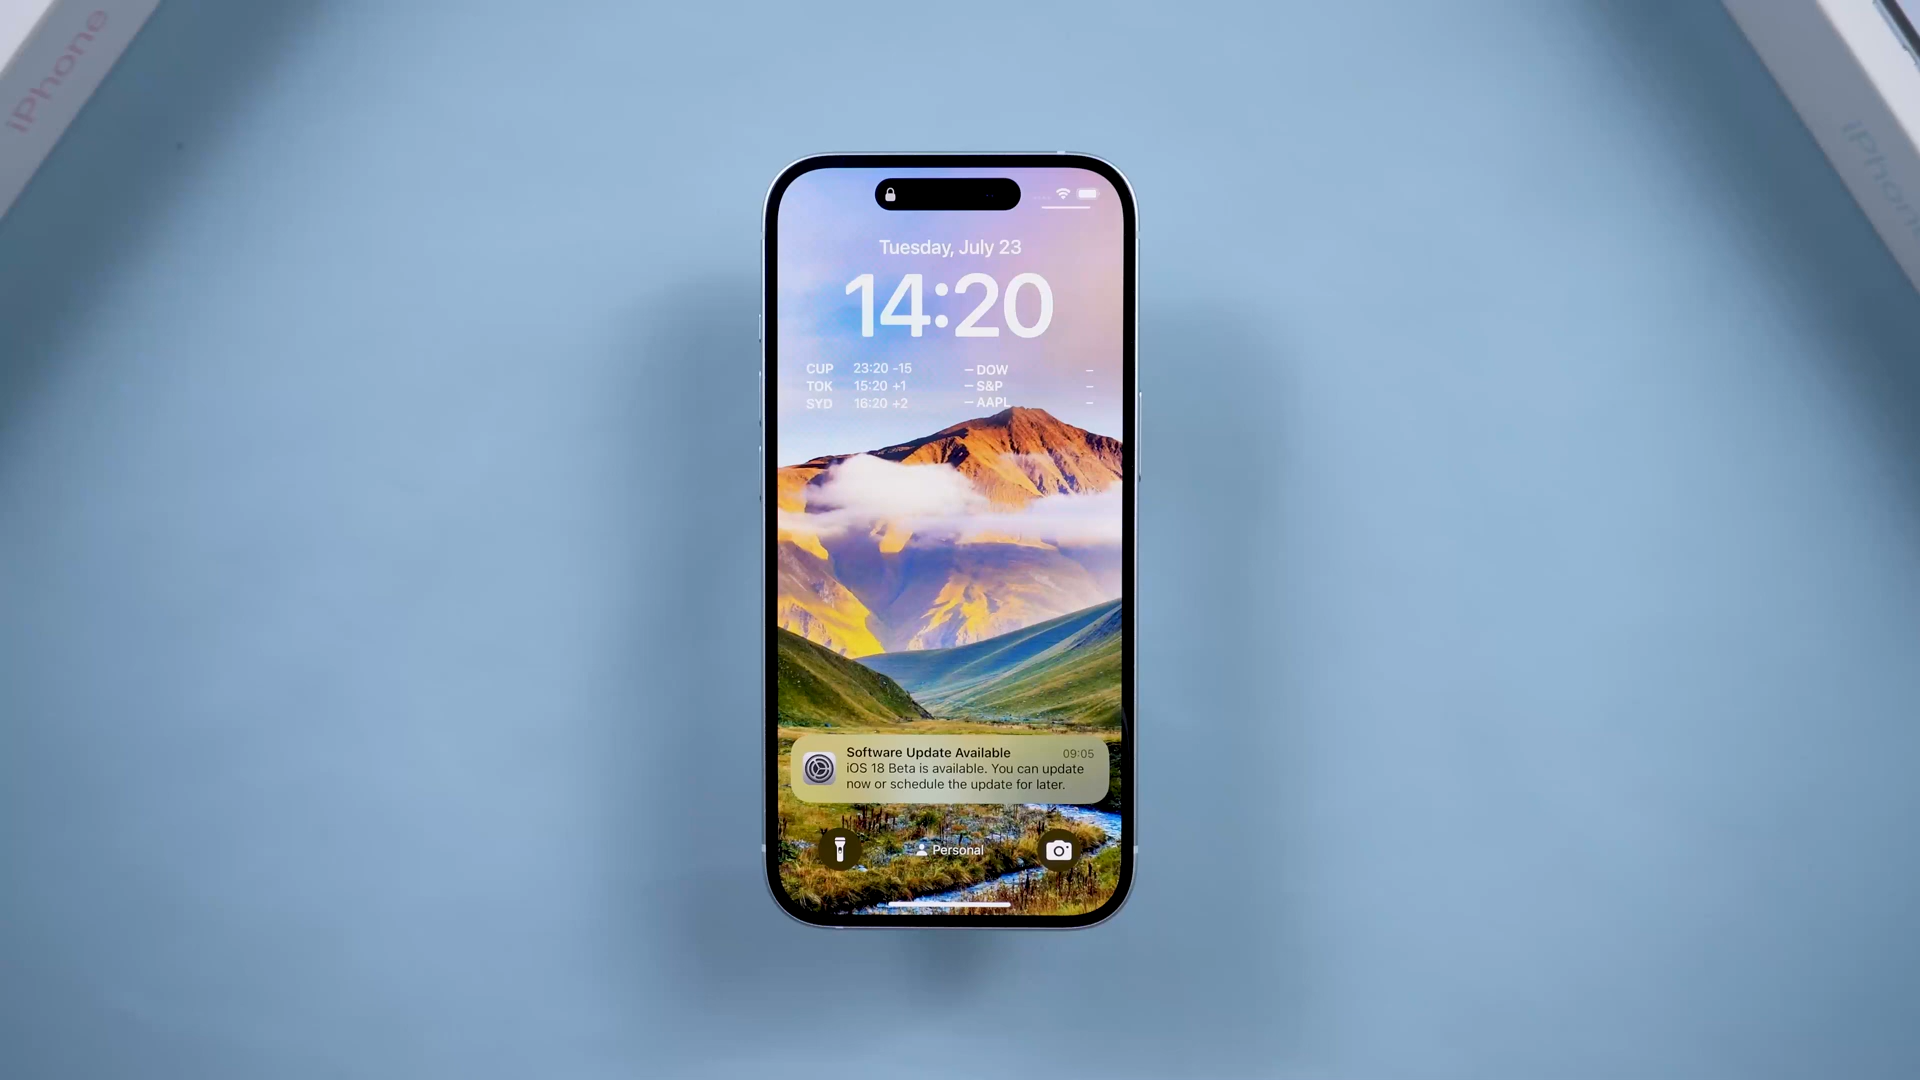 iPhone
iPhone
Tuesday, July 23
14:20
CUP 23:20 -15
TOK 15:20 +1
SYD 16:20 +2
– DOW –
– S&P –
– AAPL –
Software Update Available 09:05
iOS 18 Beta is available. You can update
now or schedule the update for later.
Personal